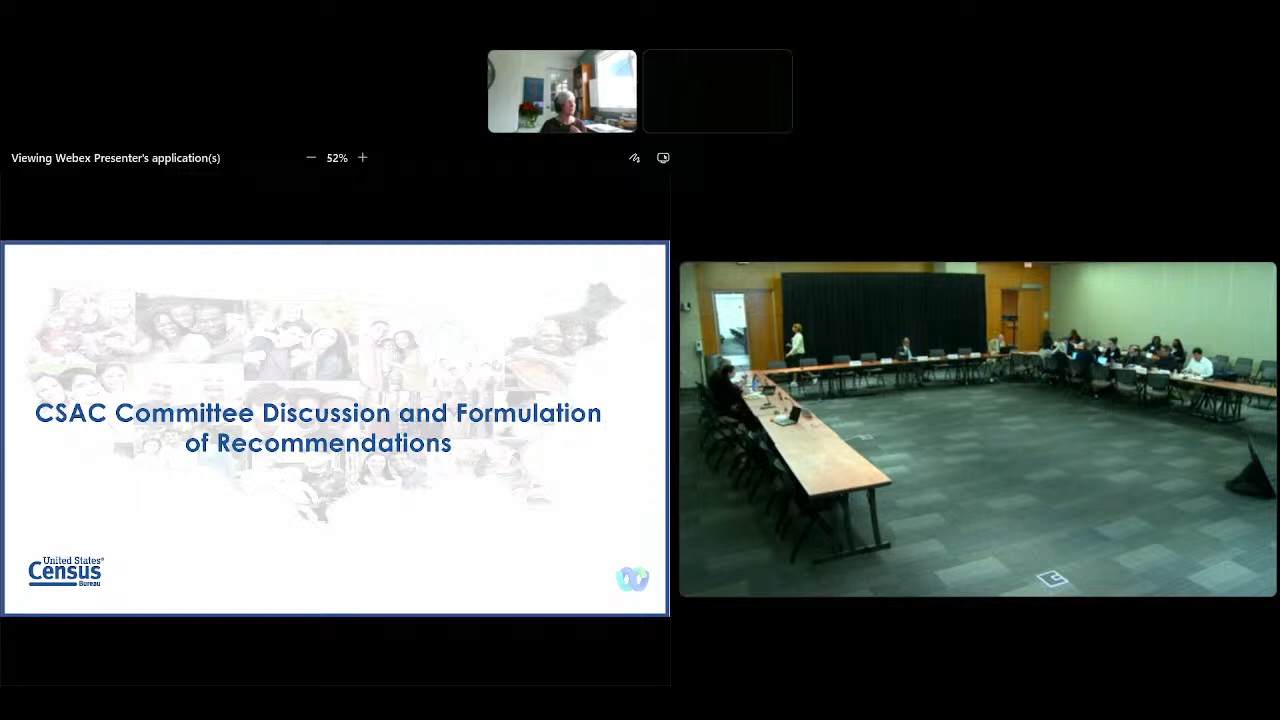 Viewing Webex Presenter's application(s)
52%
CSAC Committee Discussion and Formulation
of Recommendations
United States®
Census
Bureau